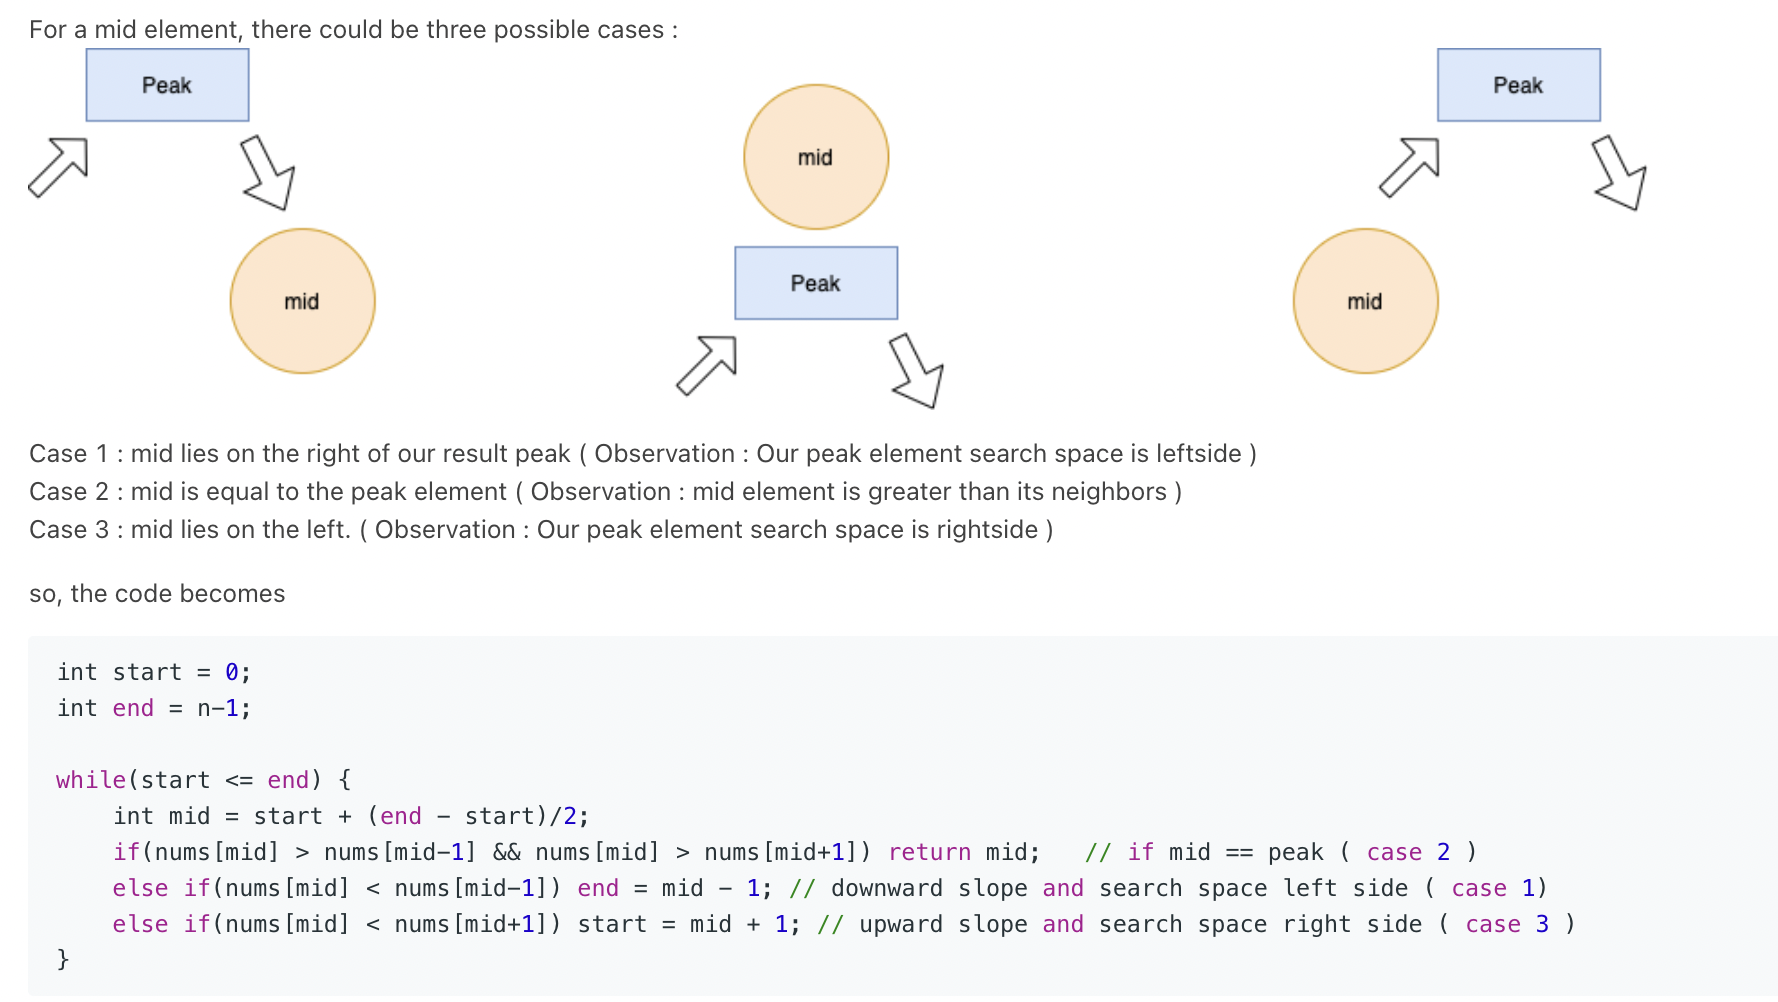 For a mid element, there could be three possible cases :
Peak
mid
mid
Peak
Peak
mid
Case 1 : mid lies on the right of our result peak ( Observation : Our peak element search space is leftside )
Case 2 : mid is equal to the peak element ( Observation : mid element is greater than its neighbors )
Case 3 : mid lies on the left. ( Observation : Our peak element search space is rightside )
so, the code becomes
int start = 0;
int end = n-1;
while(start <= end) {
    int mid = start + (end - start)/2;
    if(nums[mid] > nums[mid-1] && nums[mid] > nums[mid+1]) return mid;   // if mid == peak ( case 2 )
    else if(nums[mid] < nums[mid-1]) end = mid - 1; // downward slope and search space left side ( case 1)
    else if(nums[mid] < nums[mid+1]) start = mid + 1; // upward slope and search space right side ( case 3 )
}